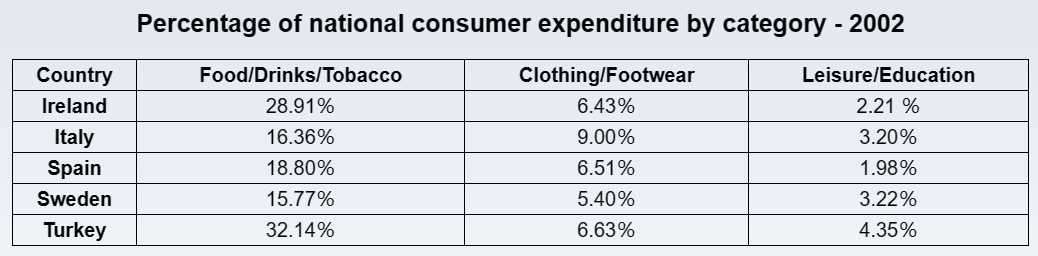 Percentage of national consumer expenditure by category - 2002
Country Food/Drinks/Tobacco Clothing/Footwear Leisure/Education
Ireland 28.91% 6.43% 2.21 %
Italy 16.36% 9.00% 3.20%
Spain 18.80% 6.51% 1.98%
Sweden 15.77% 5.40% 3.22%
Turkey 32.14% 6.63% 4.35%